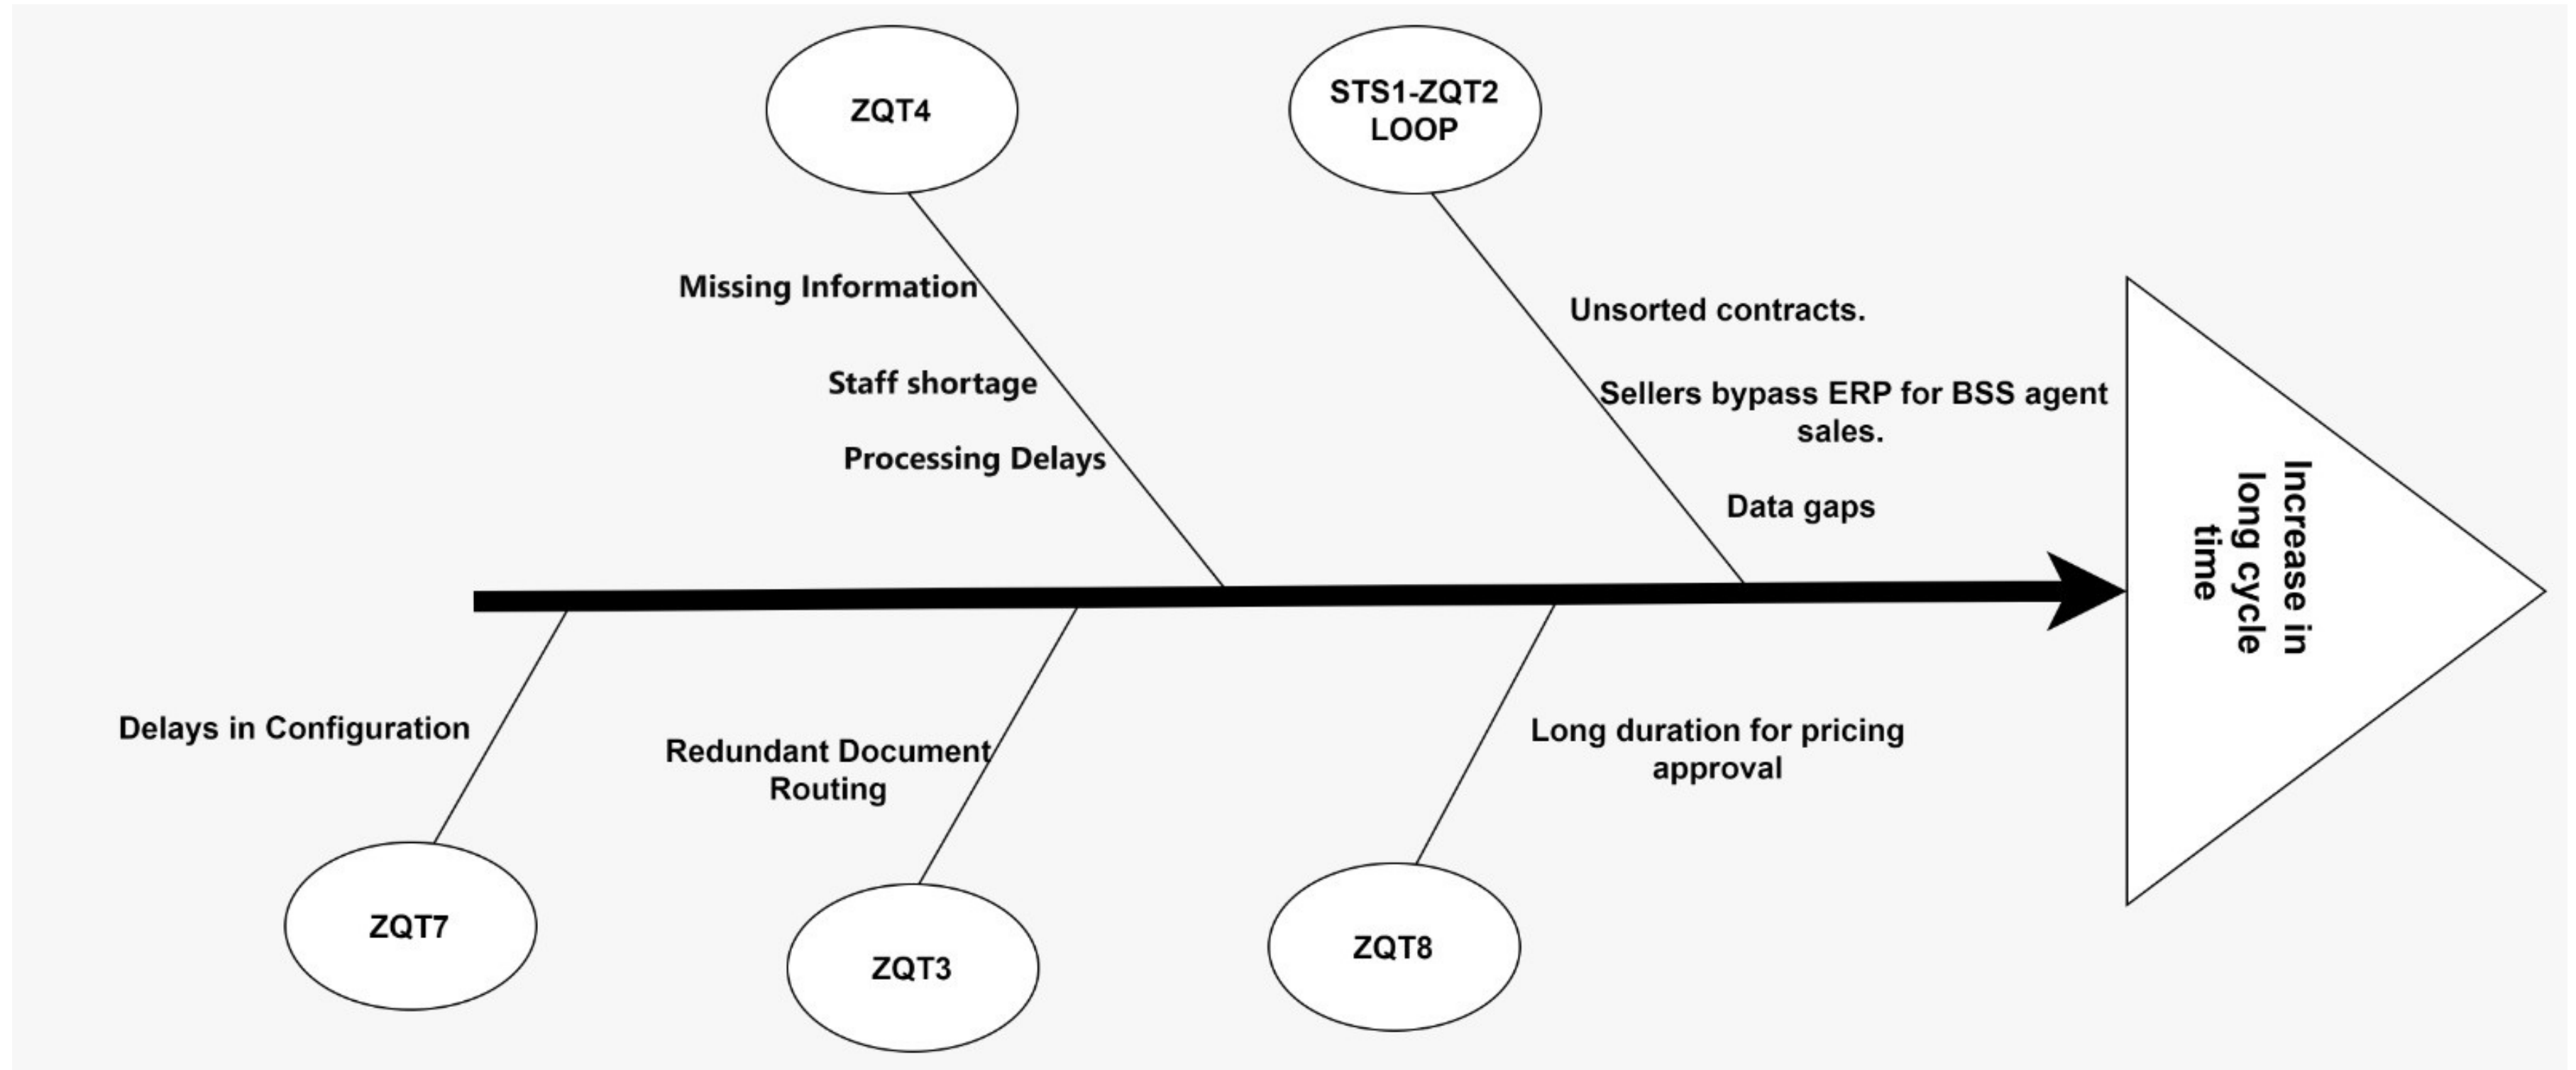 ZQT4
STS1-ZQT2
LOOP
Missing Information
Staff shortage
Processing Delays
Unsorted contracts.
Sellers bypass ERP for BSS agent
sales.
Data gaps
Increase in
long cycle
time
Delays in Configuration
Redundant Document
Routing
Long duration for pricing
approval
ZQT7
ZQT3
ZQT8